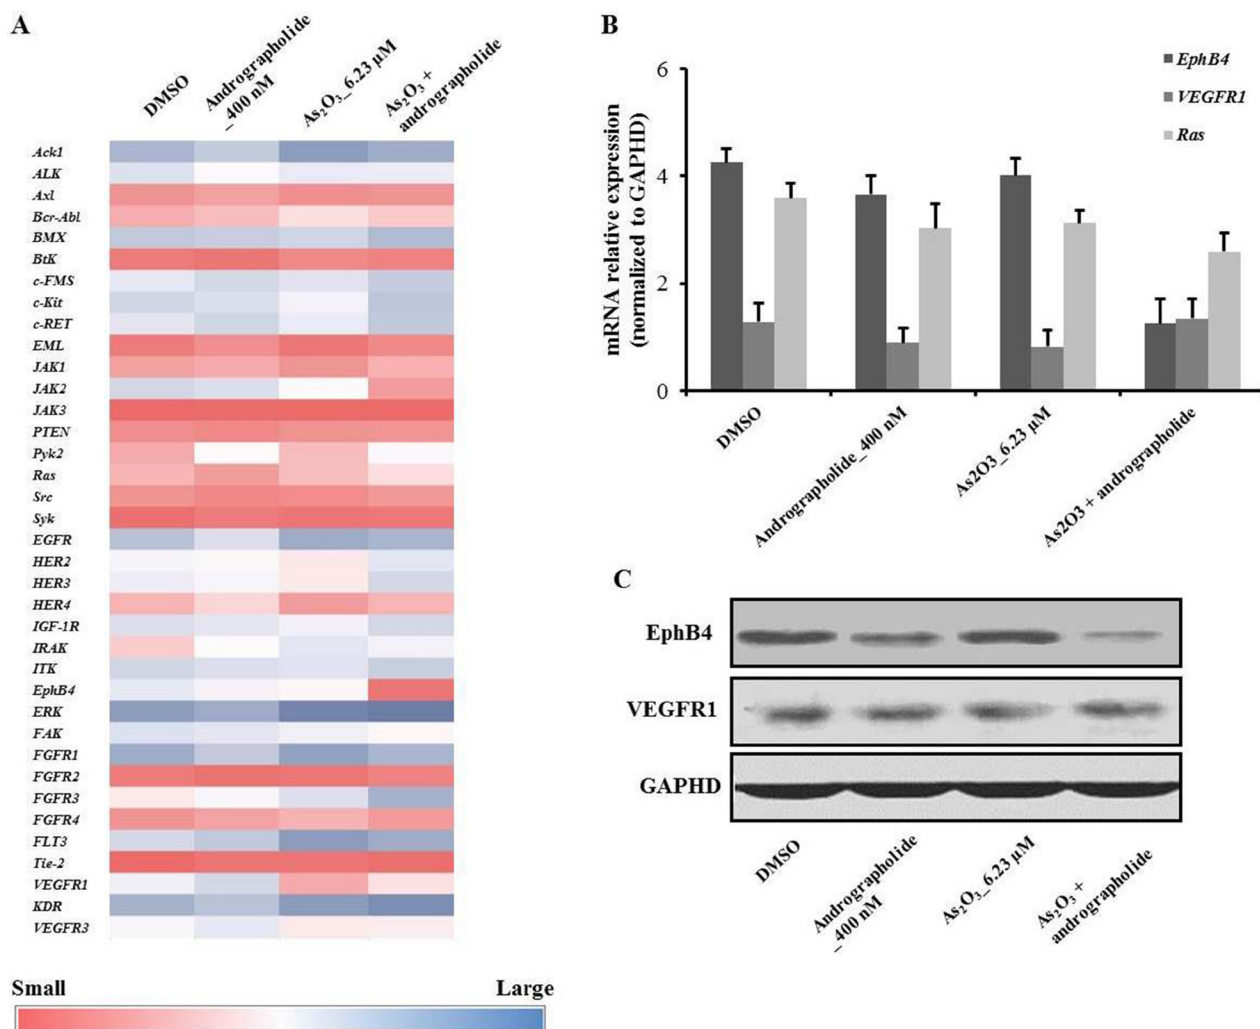 A
DMSO
Andrographolide
_400 nM
As₂O₃_6.23 µM
As₂O₃ +
andrographolide
Ack1
ALK
Axl
Bcr-Abl
BMX
BtK
c-FMS
c-Kit
c-RET
EML
JAK1
JAK2
JAK3
PTEN
Pyk2
Ras
Src
Syk
EGFR
HER2
HER3
HER4
IGF-1R
IRAK
ITK
EphB4
ERK
FAK
FGFR1
FGFR2
FGFR3
FGFR4
FLT3
Tie-2
VEGFR1
KDR
VEGFR3
Small Large
B
EphB4
VEGFR1
Ras
mRNA relative expression
(normalized to GAPHD)
6
4
2
0
DMSO
Andrographolide_400 nM
As2O3_6.23 µM
As2O3 + andrographolide
C
EphB4
VEGFR1
GAPHD
DMSO
Andrographolide
_400 nM
As₂O₃_6.23 µM
As₂O₃ +
andrographolide